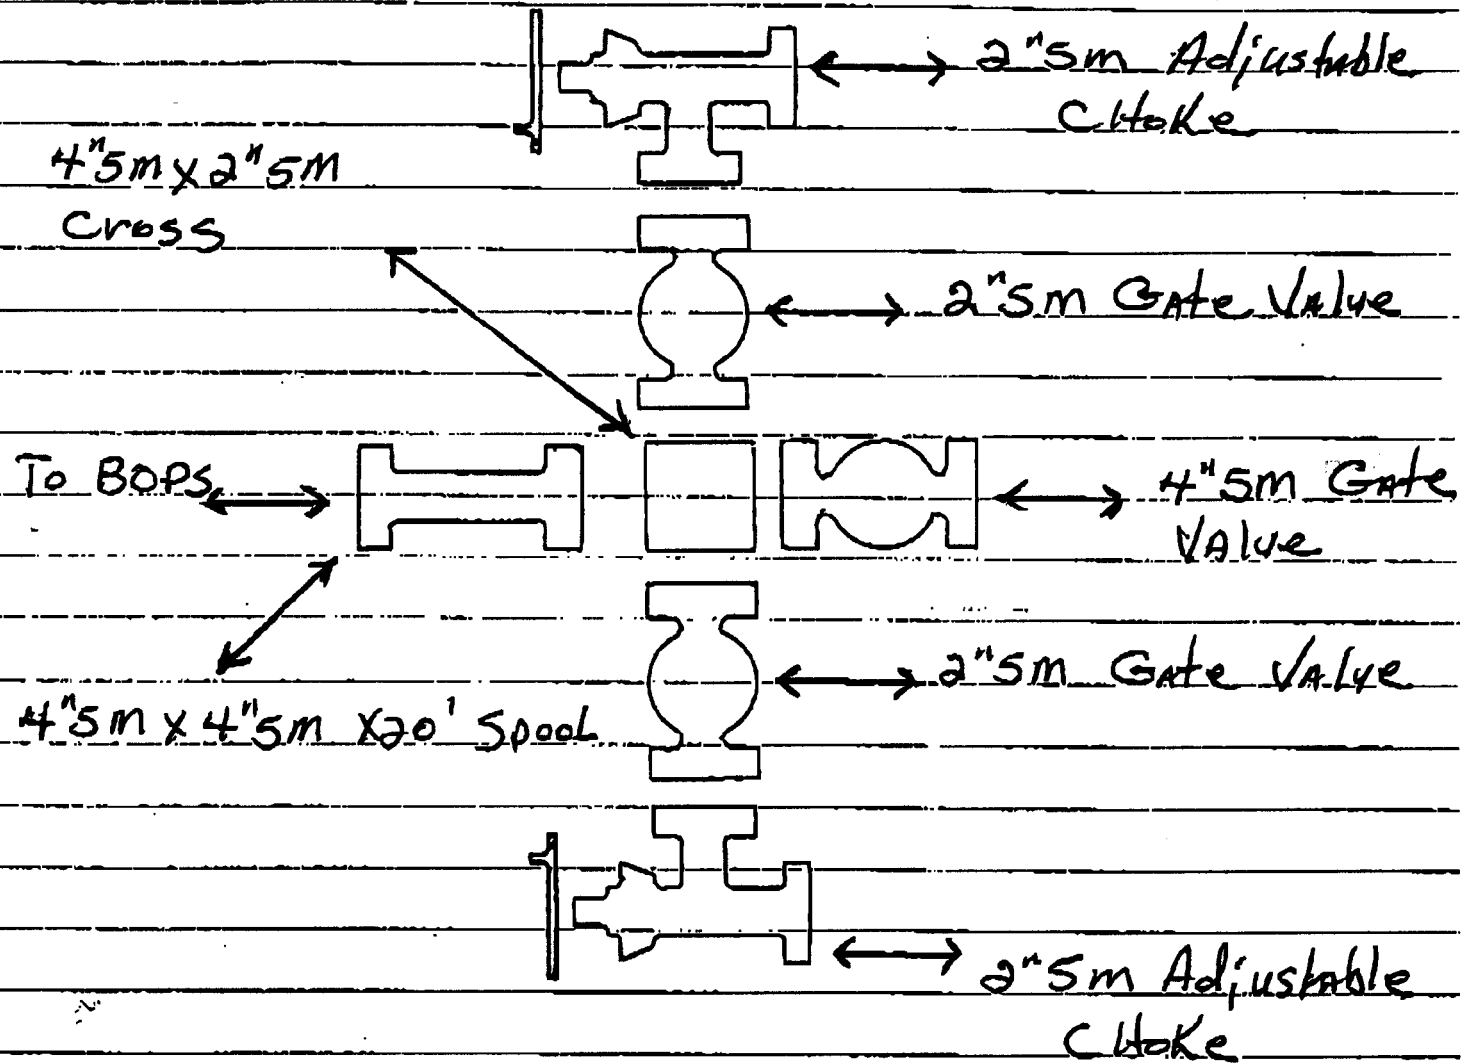 2"5m Adjustable
CHOKE
4"5m x 2"5M
Cross
2"5m Gate Valve
To BOPS
4"5m Gate
Valve
2"5m Gate Valve
4"5m x 4"5m x20' Spool
2"5m Adjustable
CHOKE